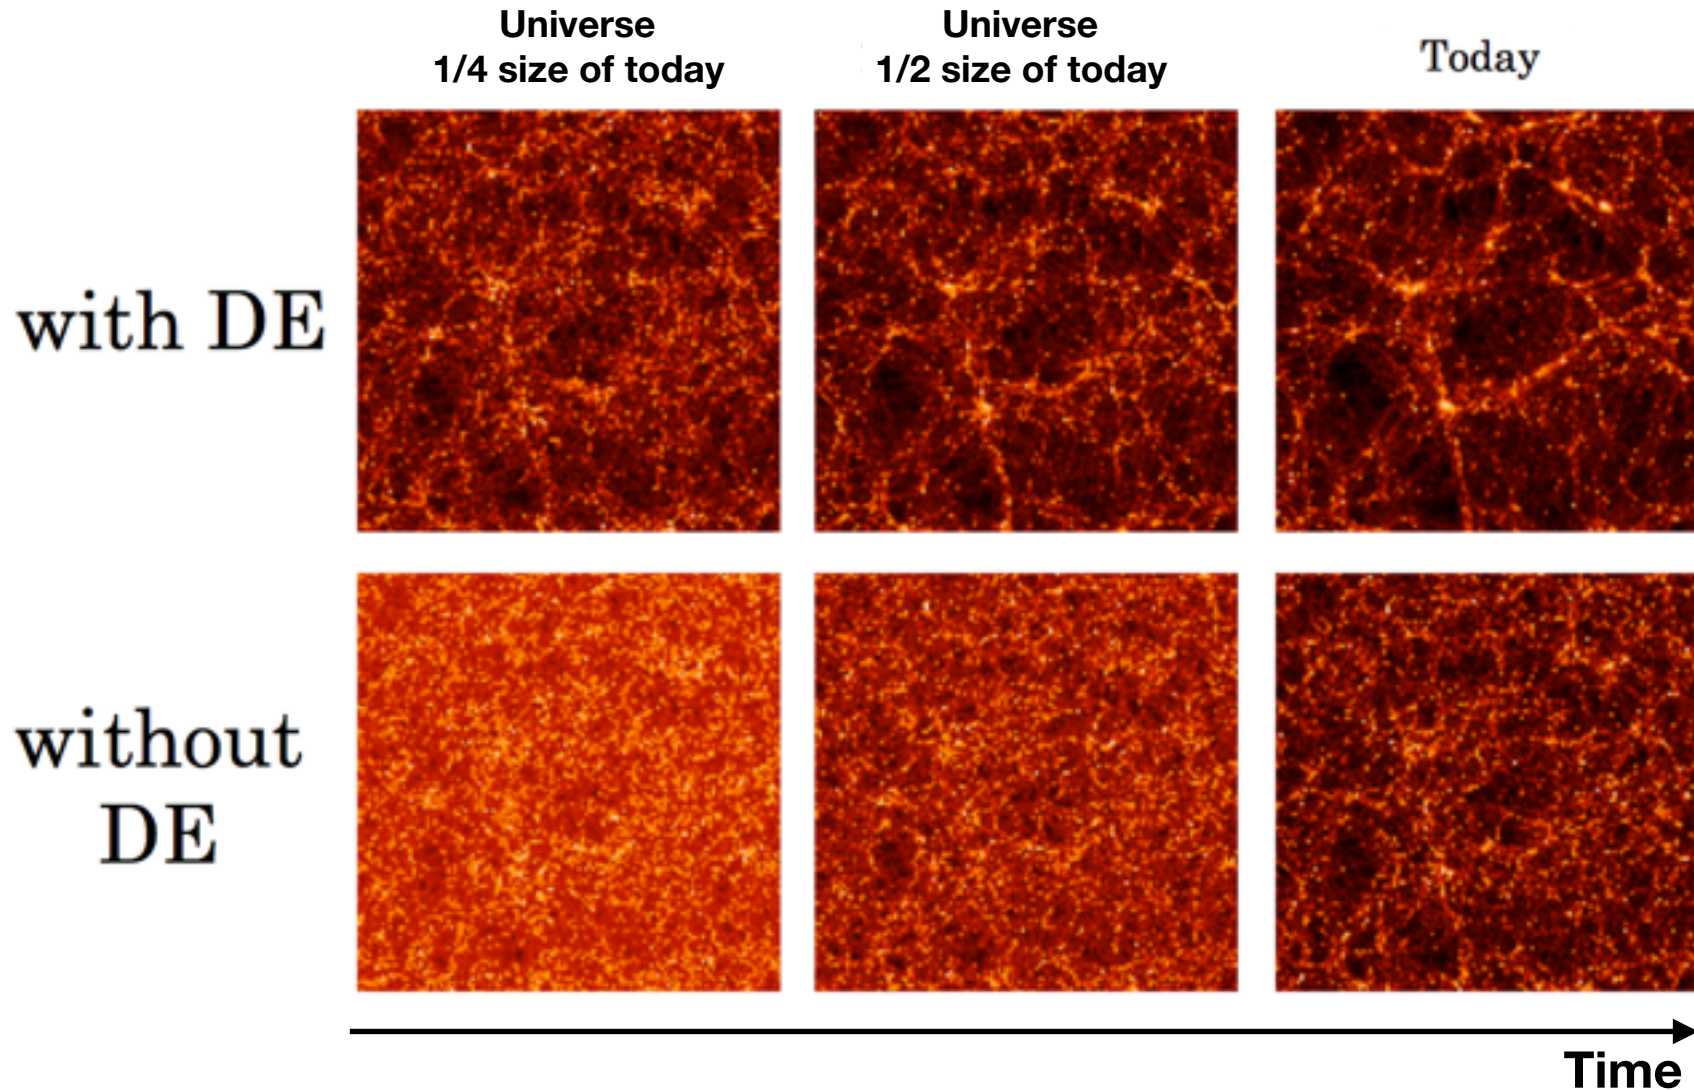 Universe
1/4 size of today
Universe
1/2 size of today
Today
with DE
without
DE
Time